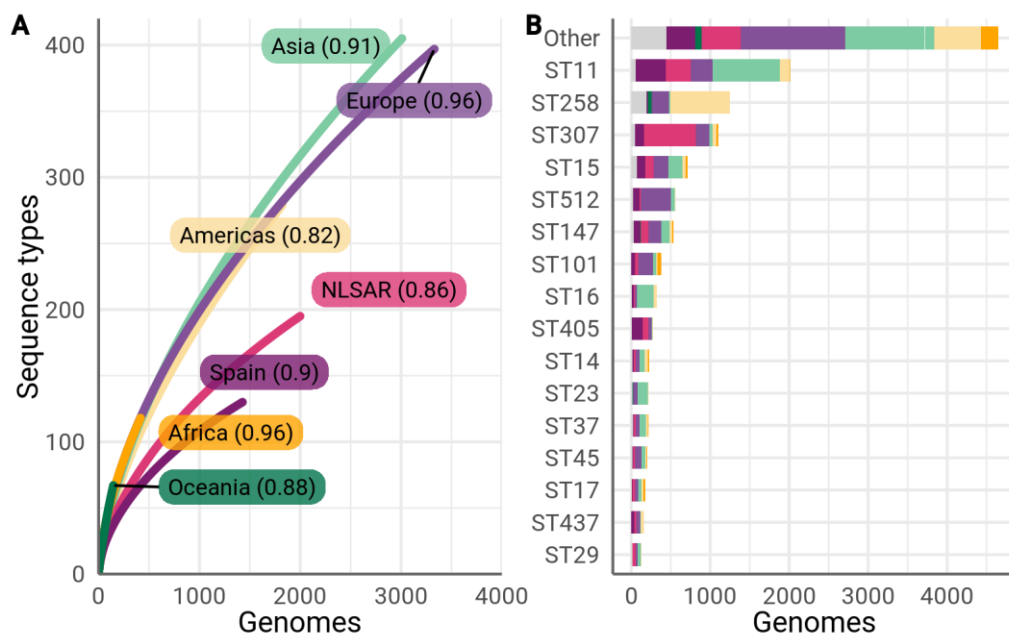 A
Sequence types
400
300
200
100
0
Asia (0.91)
Europe (0.96)
Americas (0.82)
NLSAR (0.86)
Spain (0.9)
Africa (0.96)
Oceania (0.88)
0 1000 2000 3000 4000
Genomes
B
Other
ST11
ST258
ST307
ST15
ST512
ST147
ST101
ST16
ST405
ST14
ST23
ST37
ST45
ST17
ST437
ST29
0 1000 2000 3000 4000
Genomes